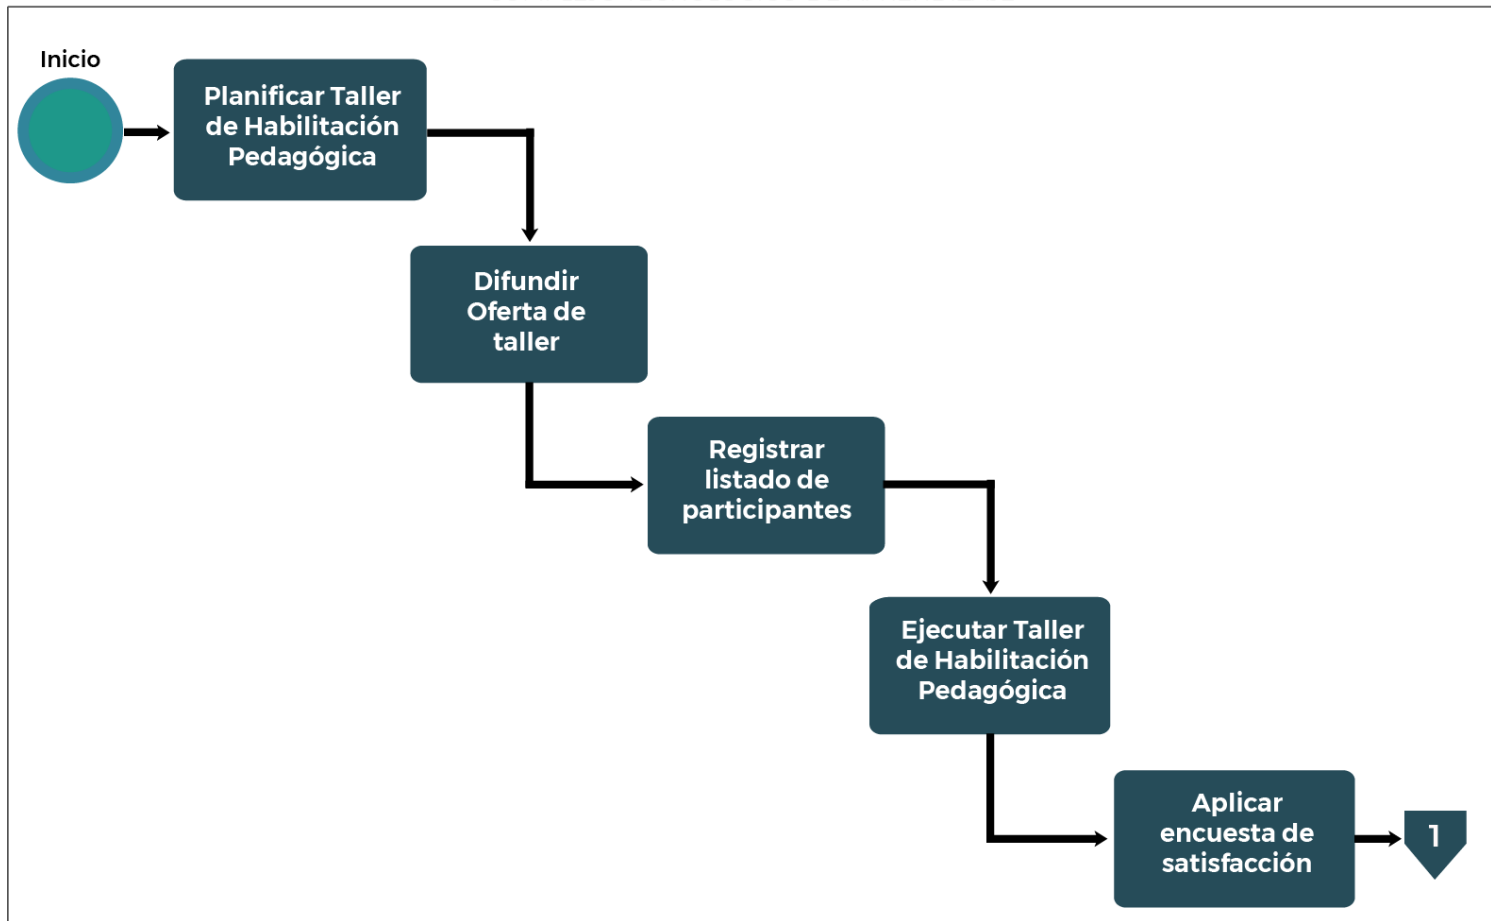 Inicio
Planificar Taller
de Habilitación
Pedagógica
Difundir
Oferta de
taller
Registrar
listado de
participantes
Ejecutar Taller
de Habilitación
Pedagógica
Aplicar
encuesta de
satisfacción
1